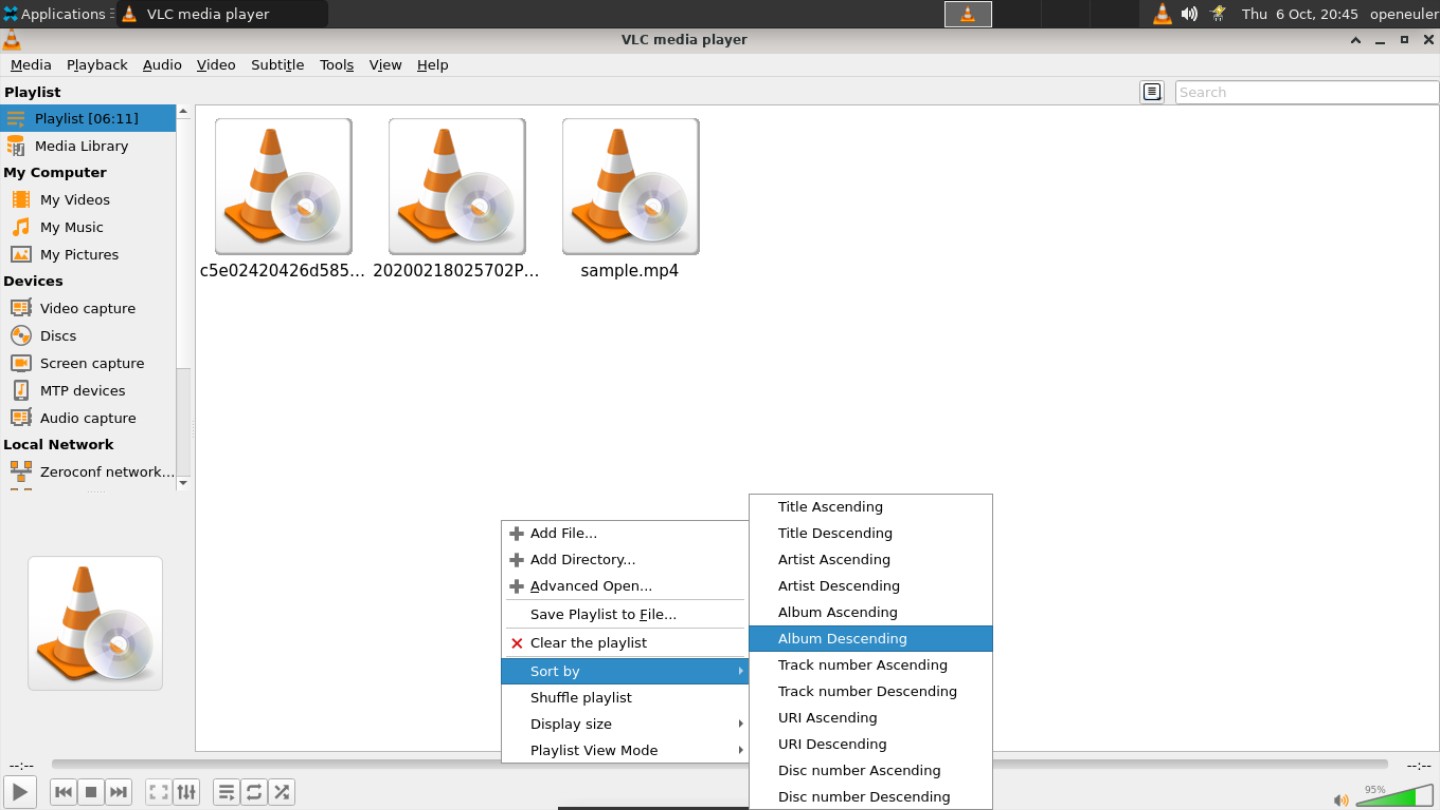 Applications
VLC media player
Thu 6 Oct, 20:45
openeuler
VLC media player
Media
Playback
Audio
Video
Subtitle
Tools
View
Help
Playlist
Search
Playlist [06:11]
Media Library
My Computer
My Videos
My Music
My Pictures
Devices
Video capture
Discs
Screen capture
MTP devices
Audio capture
Local Network
Zeroconf network...
c5e02420426d585...
20200218025702P...
sample.mp4
Add File...
Add Directory...
Advanced Open...
Save Playlist to File...
Clear the playlist
Sort by
Shuffle playlist
Display size
Playlist View Mode
Title Ascending
Title Descending
Artist Ascending
Artist Descending
Album Ascending
Album Descending
Track number Ascending
Track number Descending
URI Ascending
URI Descending
Disc number Ascending
Disc number Descending
--:--
--:--
95%